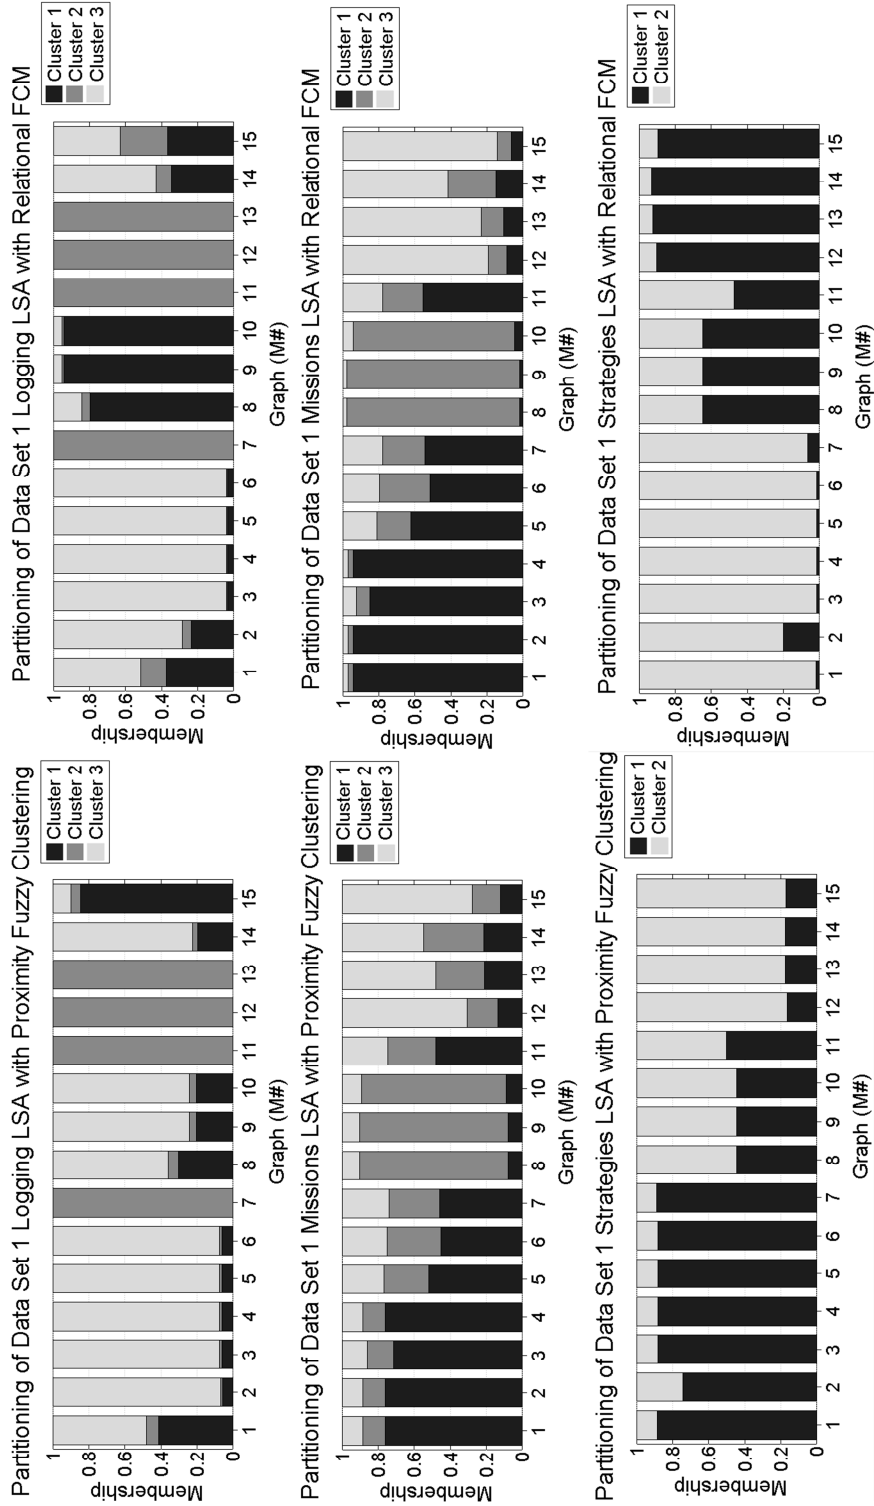 Partitioning of Data Set 1 Logging LSA with Proximity Fuzzy Clustering
Cluster 1
Cluster 2
Cluster 3
Membership
1
0.8
0.6
0.4
0.2
0
1 2 3 4 5 6 7 8 9 10 11 12 13 14 15
Graph (M#)
Partitioning of Data Set 1 Logging LSA with Relational FCM
Cluster 1
Cluster 2
Cluster 3
Membership
1
0.8
0.6
0.4
0.2
0
1 2 3 4 5 6 7 8 9 10 11 12 13 14 15
Graph (M#)
Partitioning of Data Set 1 Missions LSA with Proximity Fuzzy Clustering
Cluster 1
Cluster 2
Cluster 3
Membership
1
0.8
0.6
0.4
0.2
0
1 2 3 4 5 6 7 8 9 10 11 12 13 14 15
Graph (M#)
Partitioning of Data Set 1 Missions LSA with Relational FCM
Cluster 1
Cluster 2
Cluster 3
Membership
1
0.8
0.6
0.4
0.2
0
1 2 3 4 5 6 7 8 9 10 11 12 13 14 15
Graph (M#)
Partitioning of Data Set 1 Strategies LSA with Proximity Fuzzy Clustering
Cluster 1
Cluster 2
Membership
1
0.8
0.6
0.4
0.2
0
1 2 3 4 5 6 7 8 9 10 11 12 13 14 15
Graph (M#)
Partitioning of Data Set 1 Strategies LSA with Relational FCM
Cluster 1
Cluster 2
Membership
1
0.8
0.6
0.4
0.2
0
1 2 3 4 5 6 7 8 9 10 11 12 13 14 15
Graph (M#)